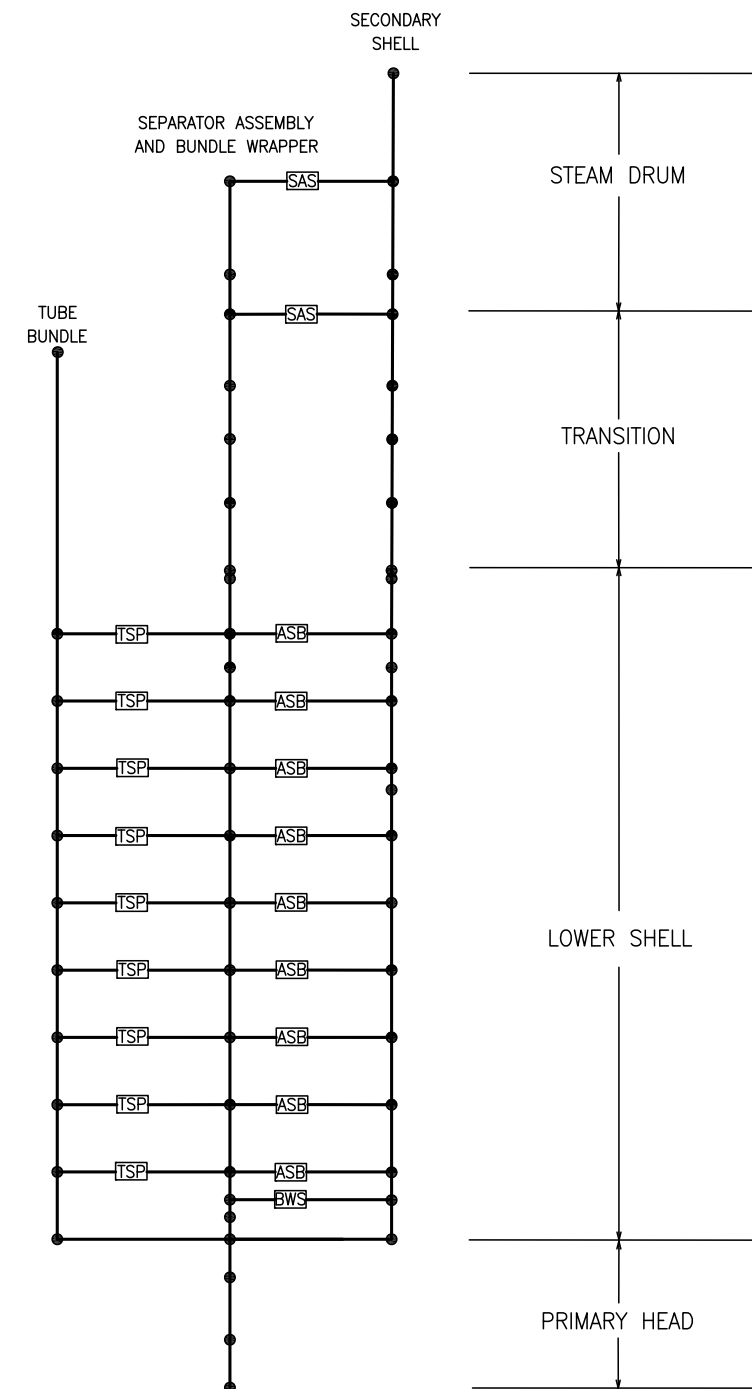 SECONDARY
SHELL
SEPARATOR ASSEMBLY
AND BUNDLE WRAPPER
SAS
STEAM DRUM
TUBE
BUNDLE
SAS
TRANSITION
TSP ASB
TSP ASB
TSP ASB
TSP ASB
TSP ASB
LOWER SHELL
TSP ASB
TSP ASB
TSP ASB
TSP ASB
BWS
PRIMARY HEAD